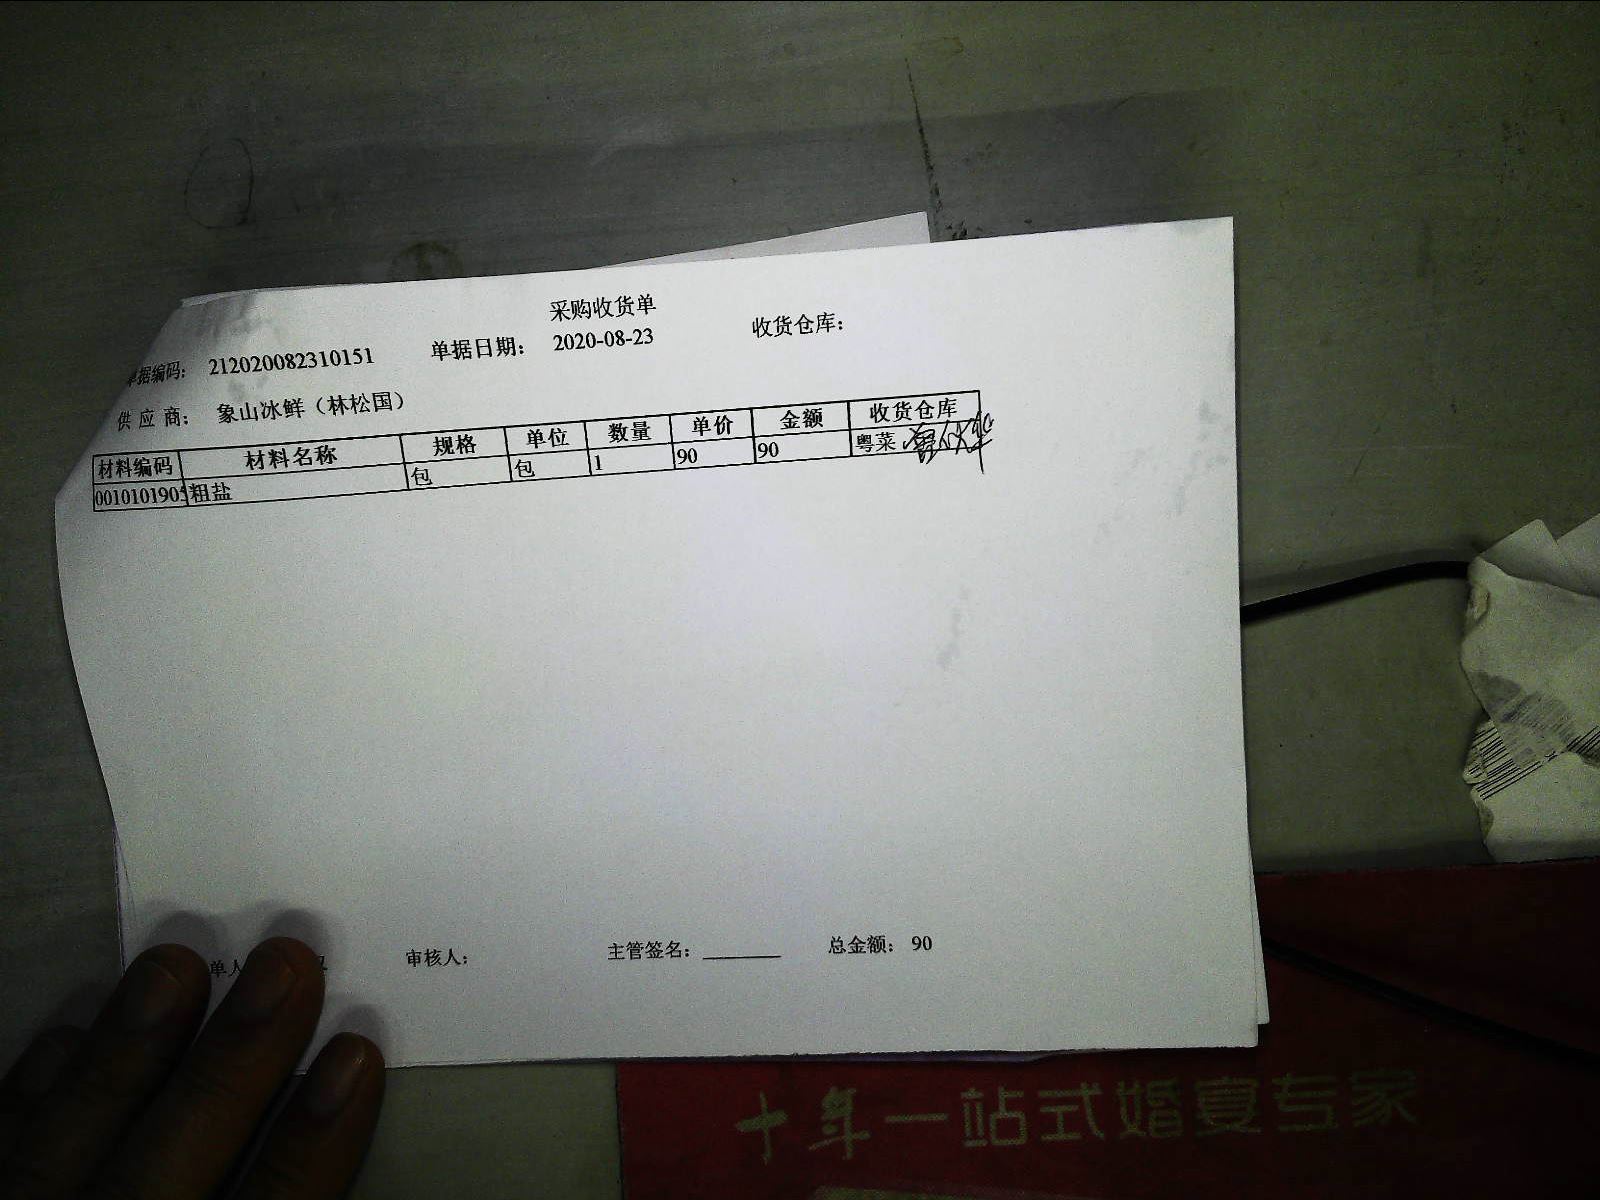 采购收货单
单据编码: 212020082310151 单据日期: 2020-08-23 收货仓库:
供应商: 象山冰鲜（林松国）
材料编码 材料名称 规格 单位 数量 单价 金额 收货仓库
0010101905 粗盐 包 包 1 90 90 粤菜
单人 审核人: 主管签名: 总金额: 90
十年一站式婚宴专家